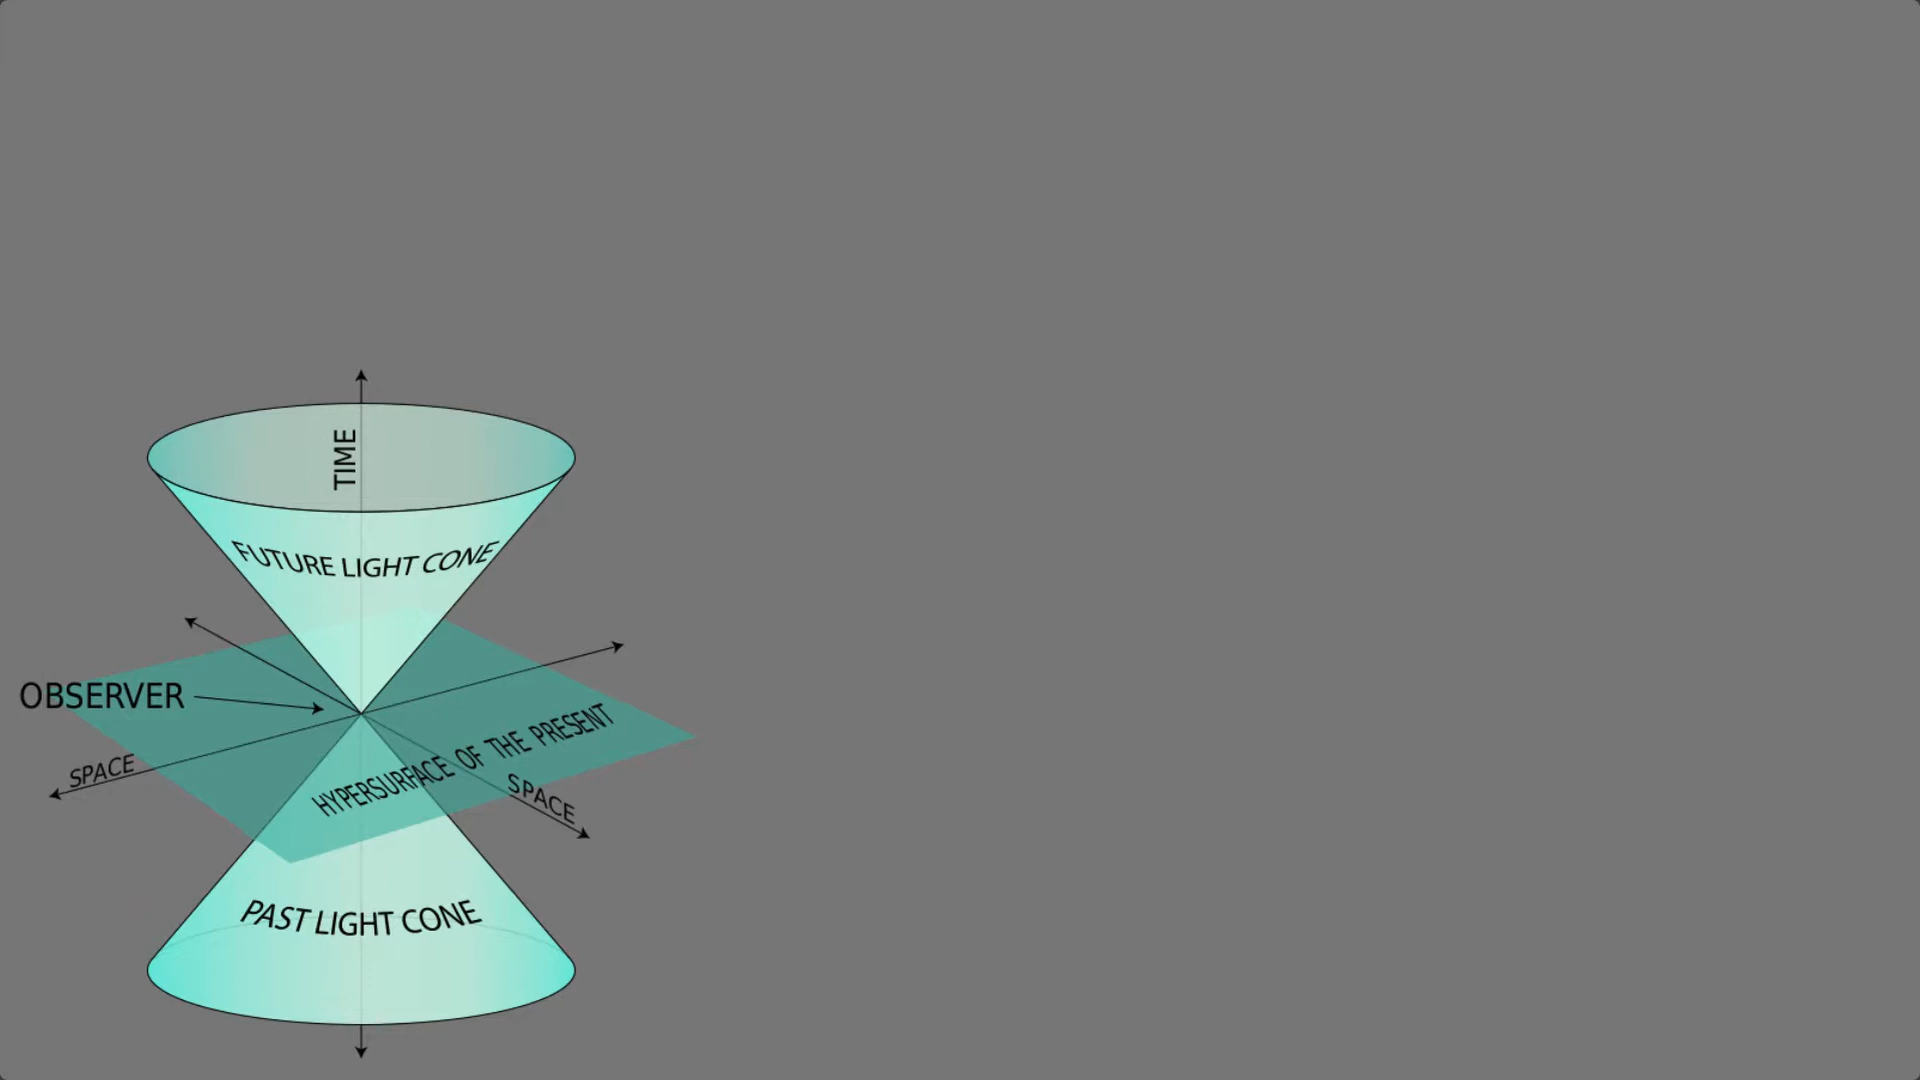 TIME
FUTURE LIGHT CONE
OBSERVER
SPACE
HYPERSURFACE OF THE PRESENT
SPACE
PAST LIGHT CONE